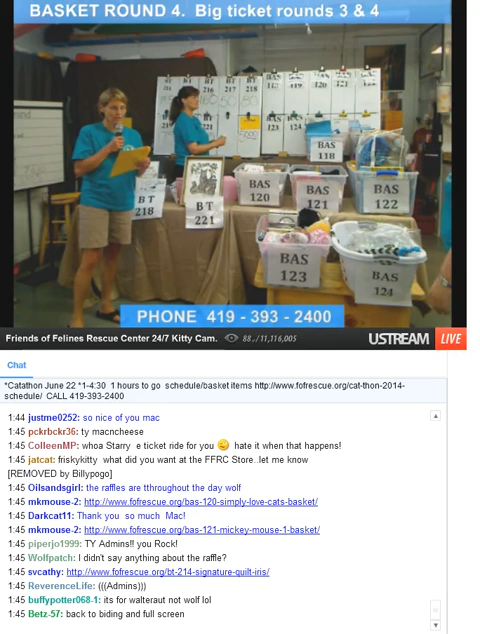 BASKET ROUND 4. Big ticket rounds 3 & 4
BT 216
BT 217
BT 218
BAS 118
BT 218
BT 221
BAS 120
BAS 121
BAS 122
BAS 123
BAS 124
PHONE 419 - 393 - 2400
Friends of Felines Rescue Center 24/7 Kitty Cam.
88../11,116,005
USTREAM
LIVE
Chat
*Catathon June 22 *1-4:30 1 hours to go schedule/basket items http://www.fofrescue.org/cat-thon-2014-
schedule/ CALL 419-393-2400
1:44 justme0252: so nice of you mac
1:45 pckrbckr36: ty macncheese
1:45 ColleenMP: whoa Starry e ticket ride for you hate it when that happens!
1:45 jatcat: friskykitty what did you want at the FFRC Store..let me know
[REMOVED by Billypogo]
1:45 Oilsandsgirl: the raffles are tthroughout the day wolf
1:45 mkmouse-2: http://www.fofrescue.org/bas-120-simply-love-cats-basket/
1:45 Darkcat11: Thank you so much Mac!
1:45 mkmouse-2: http://www.fofrescue.org/bas-121-mickey-mouse-1-basket/
1:45 piperjo1999: TY Admins!! you Rock!
1:45 Wolfpatch: I didn't say anything about the raffle?
1:45 svcathy: http://www.fofrescue.org/bt-214-signature-quilt-iris/
1:45 ReverenceLife: (((Admins)))
1:45 buffypotter068-1: its for walteraut not wolf lol
1:45 Betz-57: back to biding and full screen